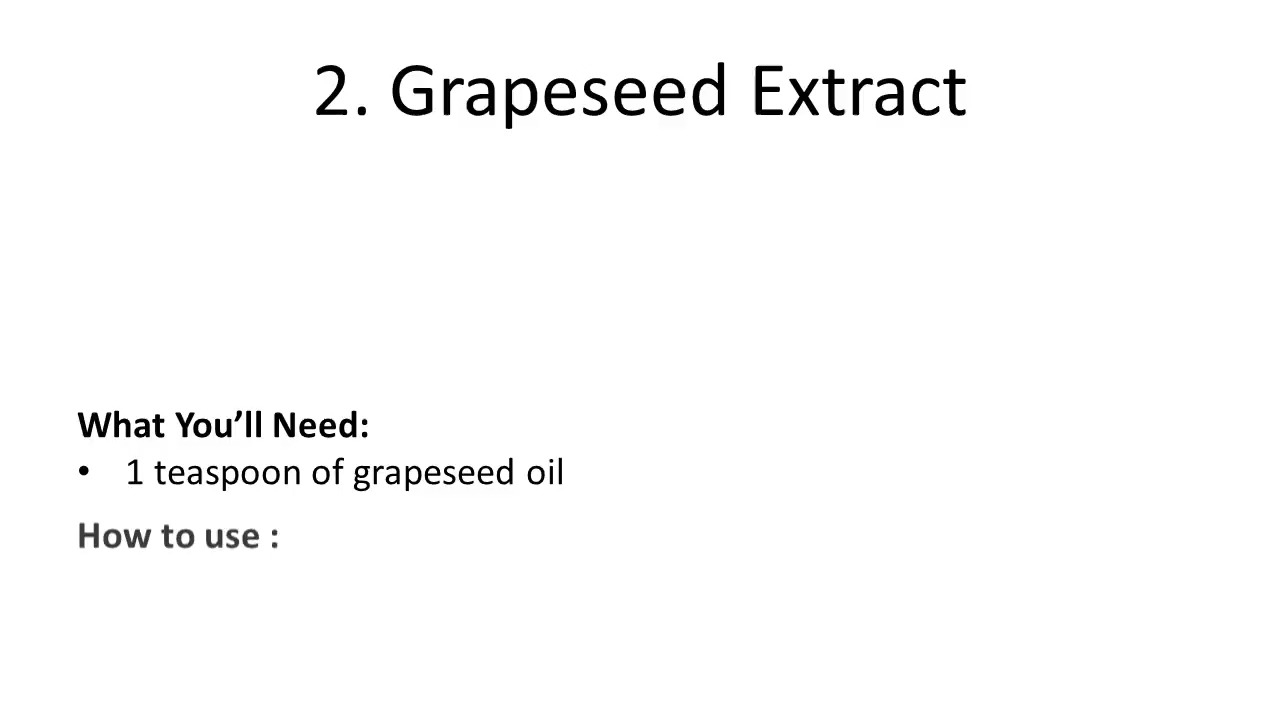 2. Grapeseed Extract
What You’ll Need:
• 1 teaspoon of grapeseed oil
How to use :